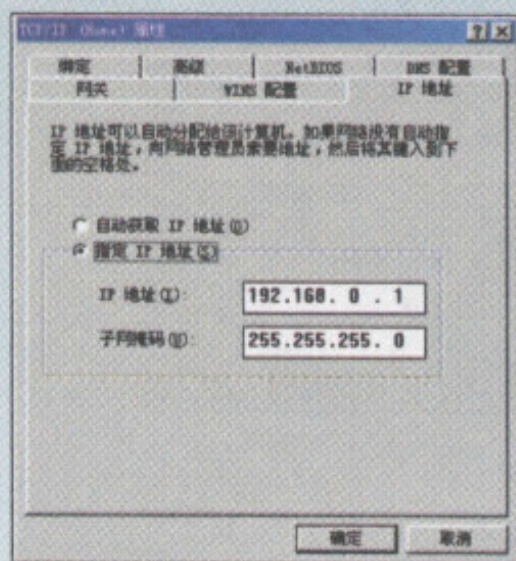 TCP/IP (Home) 属性
绑定 高级 NetBIOS DNS 配置
网关 WINS 配置 IP 地址
IP 地址可以自动分配给该计算机。如果网络没有自动指
定 IP 地址，向网络管理员索要地址，然后将其键入到下
面的空格处。
自动获取 IP 地址(O)
指定 IP 地址(S)
IP 地址(I): 192.168. 0 . 1
子网掩码(U): 255.255.255. 0
确定 取消